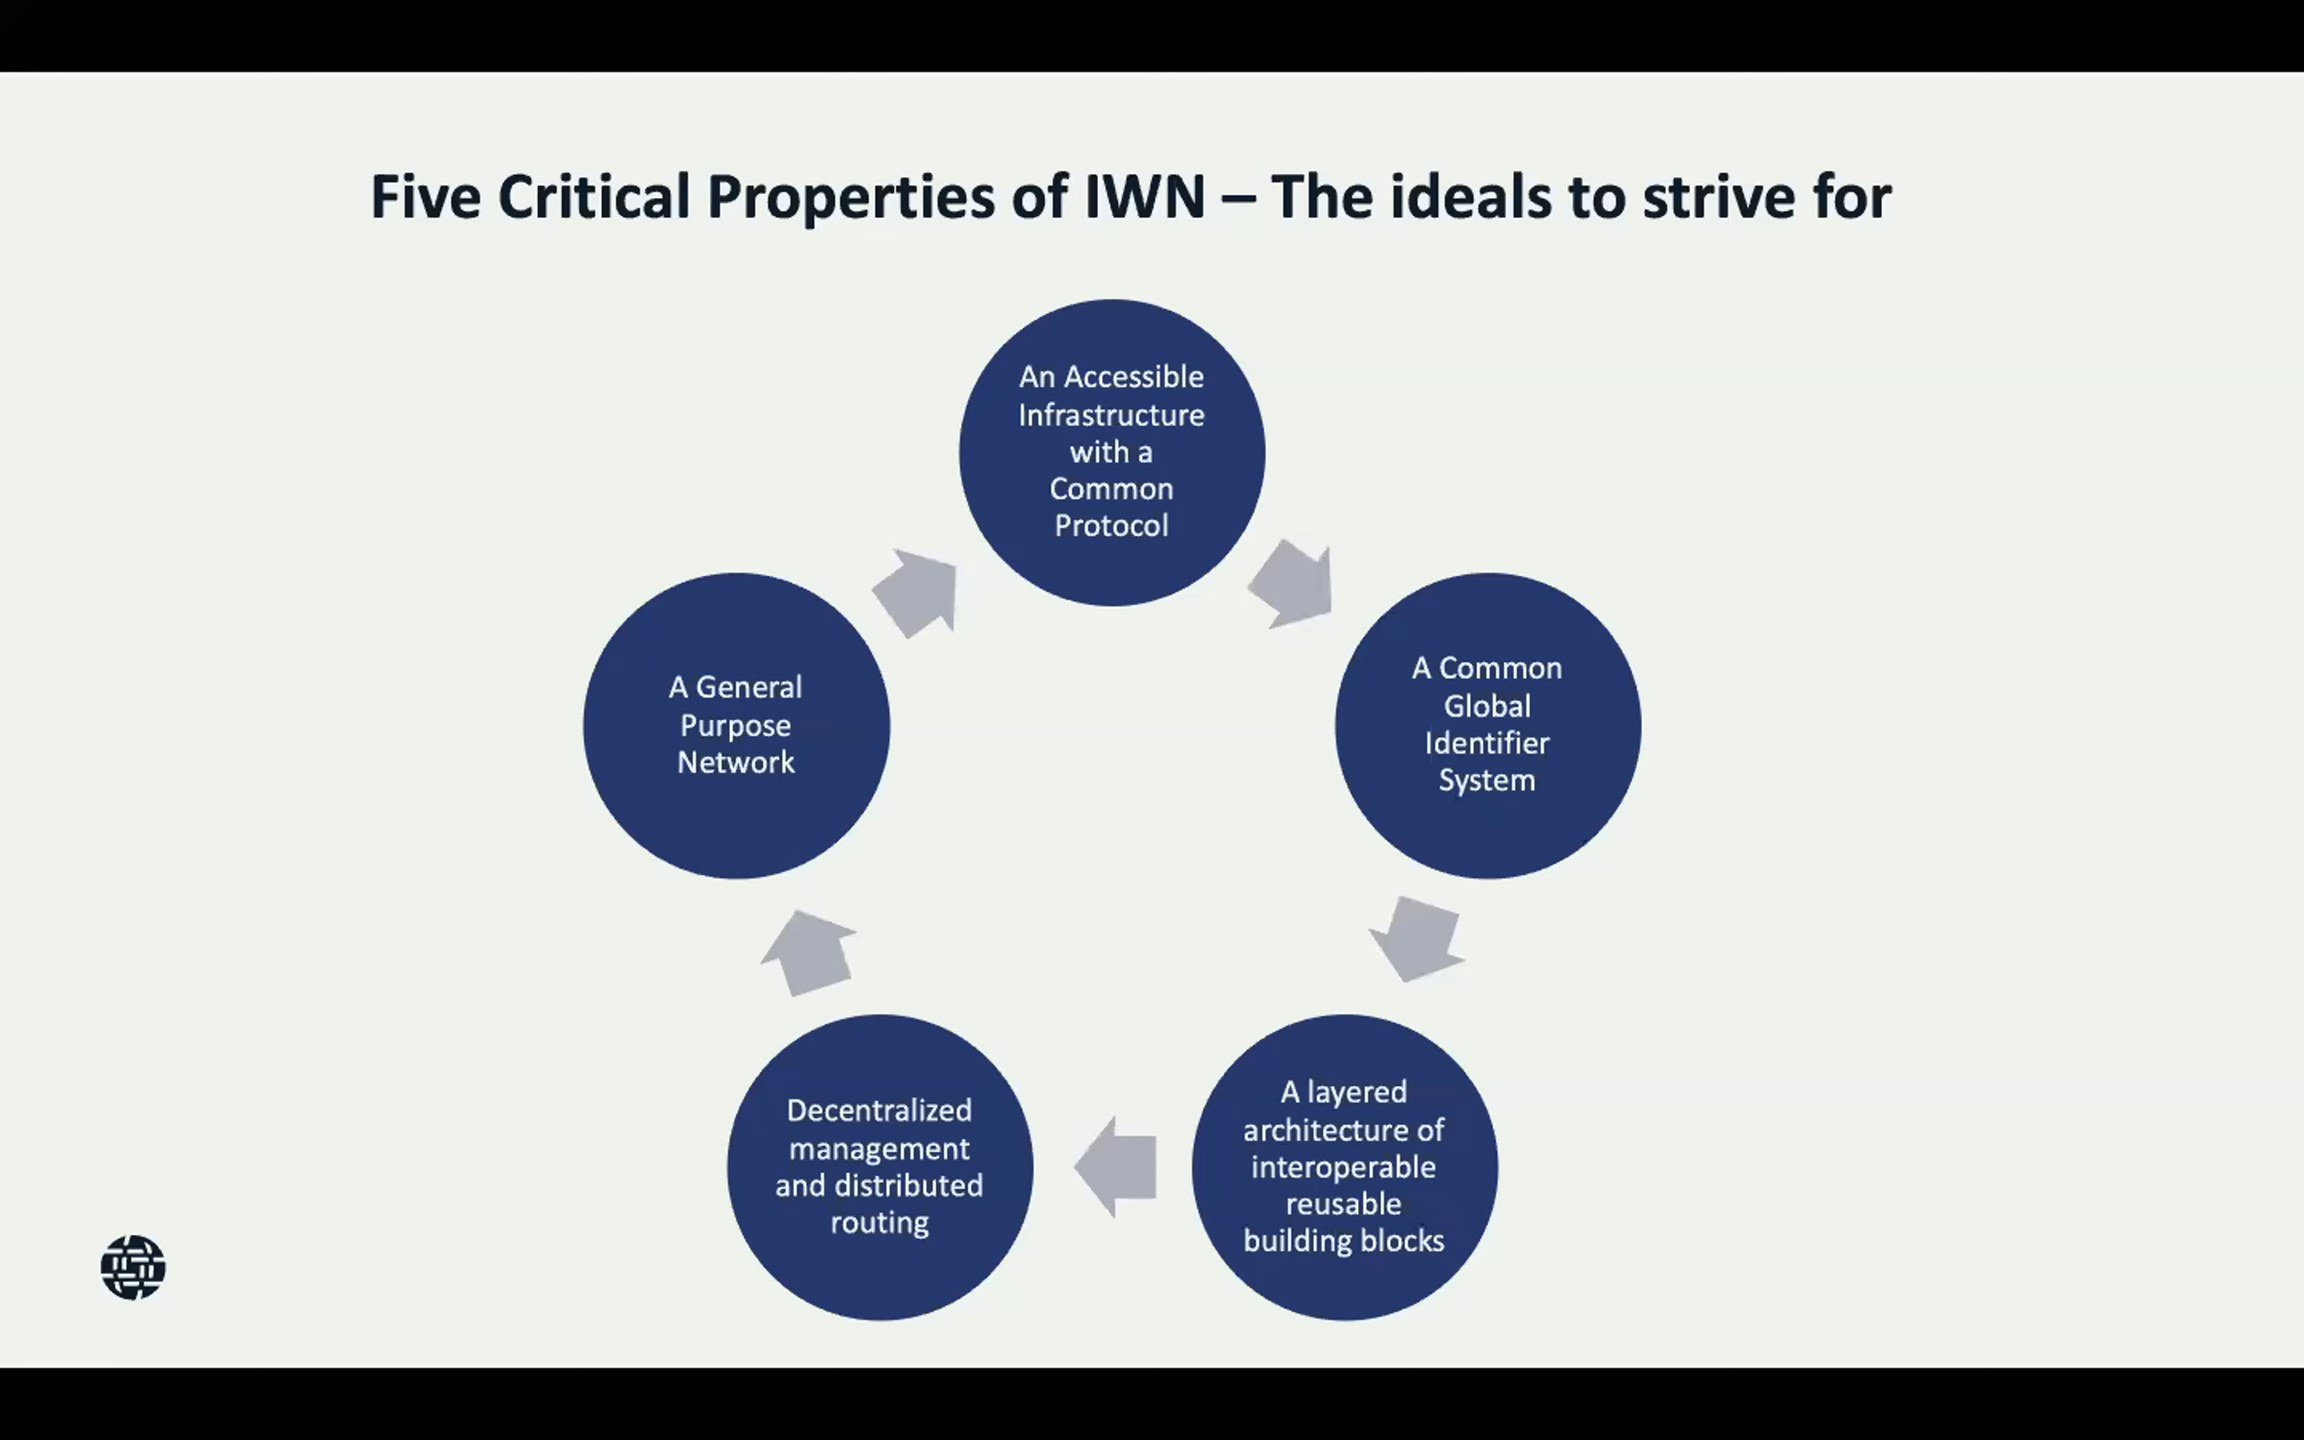 Five Critical Properties of IWN – The ideals to strive for
An Accessible
Infrastructure
with a
Common
Protocol
A Common
Global
Identifier
System
A layered
architecture of
interoperable
reusable
building blocks
Decentralized
management
and distributed
routing
A General
Purpose
Network